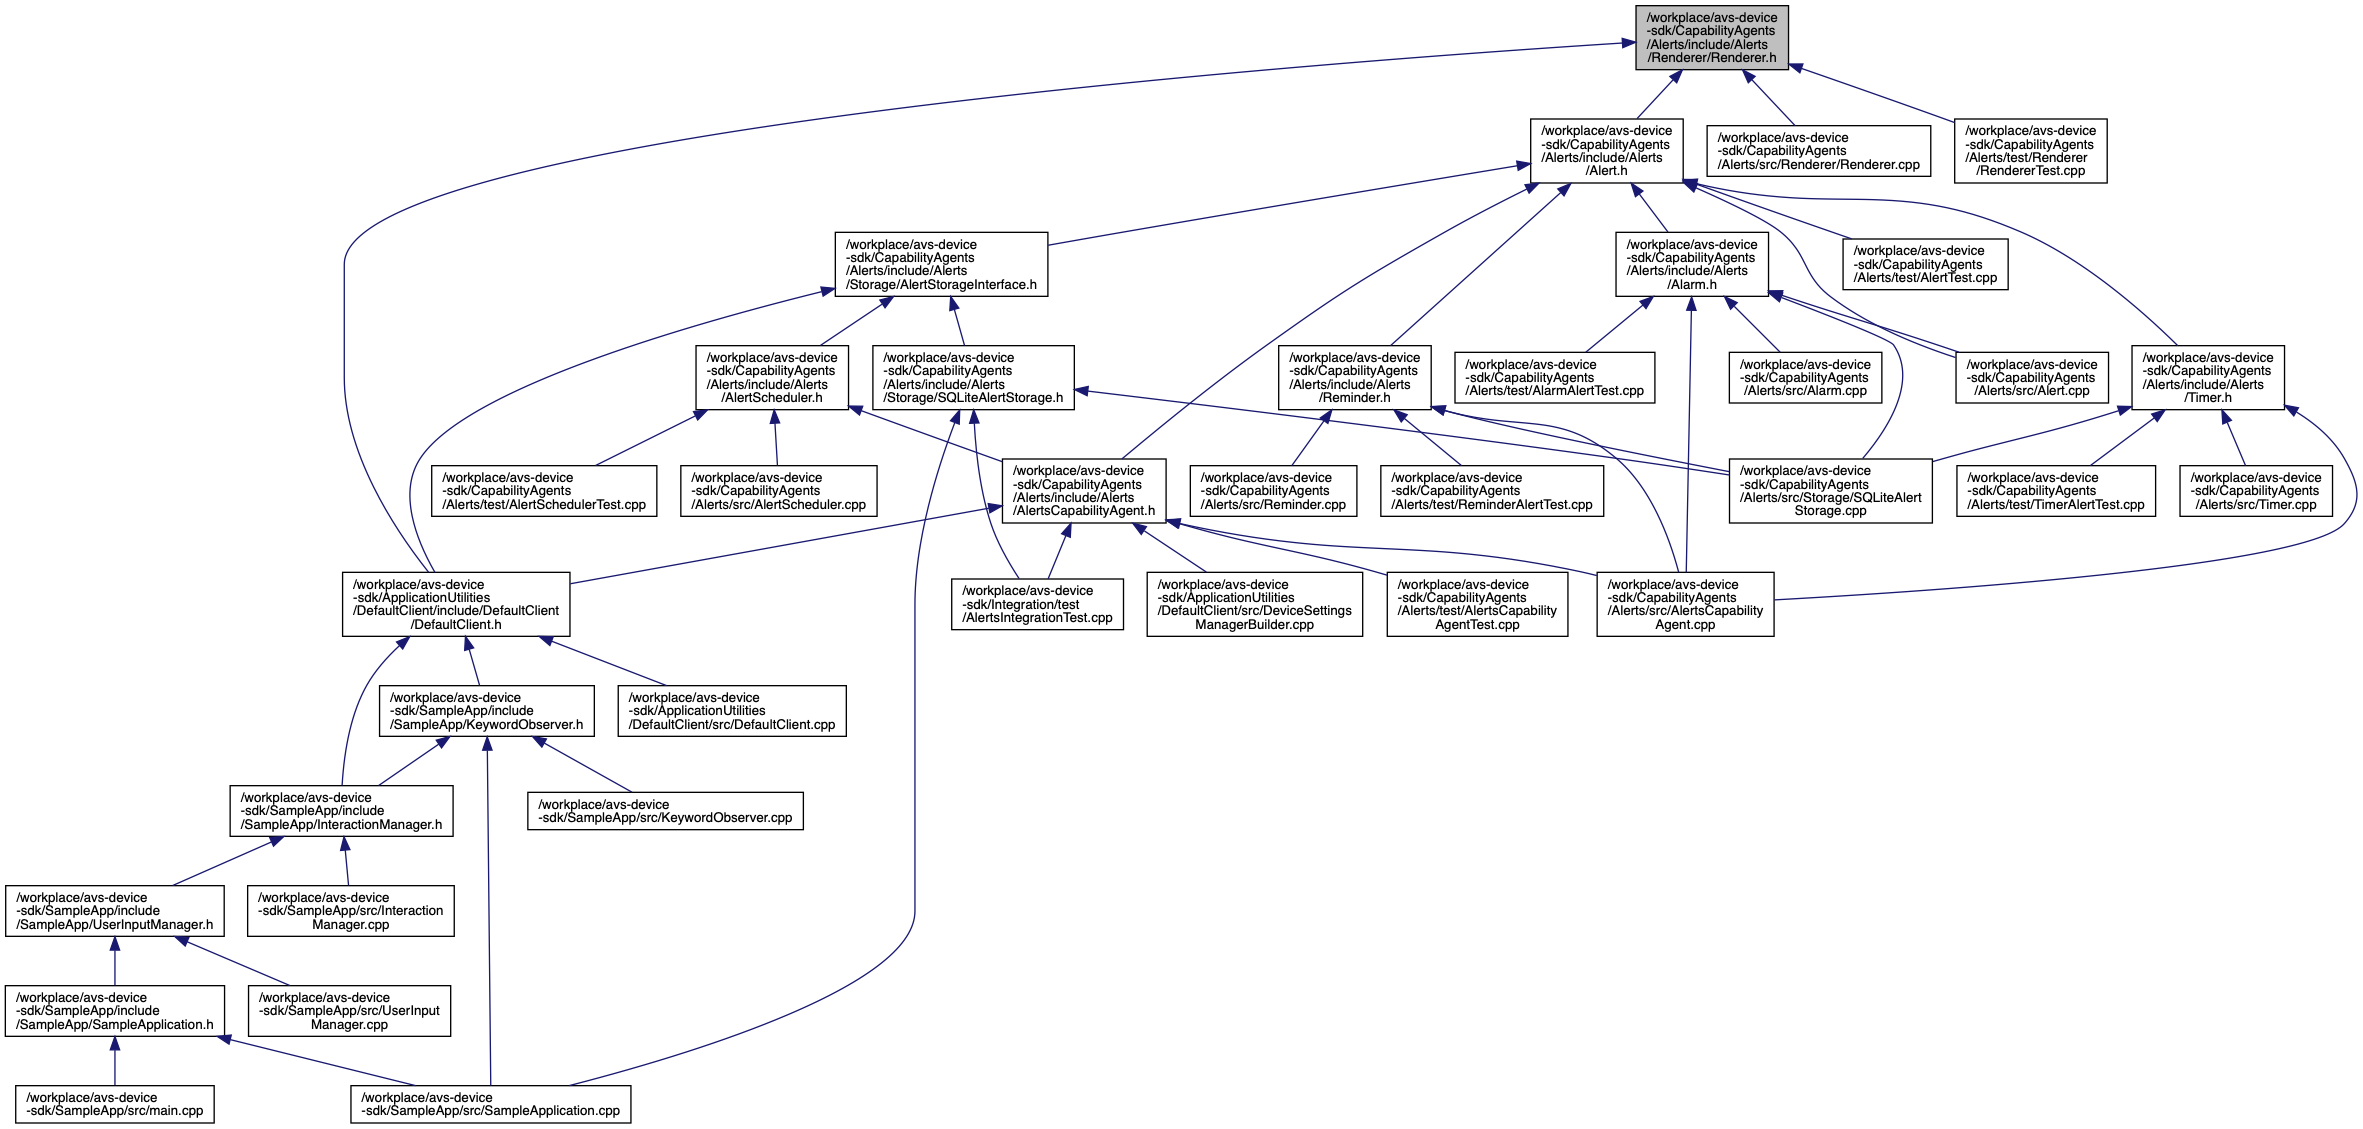 /workplace/avs-device
-sdk/CapabilityAgents
/Alerts/include/Alerts
/Renderer/Renderer.h
/workplace/avs-device
-sdk/CapabilityAgents
/Alerts/include/Alerts
/Alert.h
/workplace/avs-device
-sdk/CapabilityAgents
/Alerts/src/Renderer/Renderer.cpp
/workplace/avs-device
-sdk/CapabilityAgents
/Alerts/test/Renderer
/RendererTest.cpp
/workplace/avs-device
-sdk/CapabilityAgents
/Alerts/include/Alerts
/Storage/AlertStorageInterface.h
/workplace/avs-device
-sdk/CapabilityAgents
/Alerts/include/Alerts
/Alarm.h
/workplace/avs-device
-sdk/CapabilityAgents
/Alerts/test/AlertTest.cpp
/workplace/avs-device
-sdk/CapabilityAgents
/Alerts/include/Alerts
/AlertScheduler.h
/workplace/avs-device
-sdk/CapabilityAgents
/Alerts/include/Alerts
/Storage/SQLiteAlertStorage.h
/workplace/avs-device
-sdk/CapabilityAgents
/Alerts/include/Alerts
/Reminder.h
/workplace/avs-device
-sdk/CapabilityAgents
/Alerts/test/AlarmAlertTest.cpp
/workplace/avs-device
-sdk/CapabilityAgents
/Alerts/src/Alarm.cpp
/workplace/avs-device
-sdk/CapabilityAgents
/Alerts/src/Alert.cpp
/workplace/avs-device
-sdk/CapabilityAgents
/Alerts/include/Alerts
/Timer.h
/workplace/avs-device
-sdk/CapabilityAgents
/Alerts/test/AlertSchedulerTest.cpp
/workplace/avs-device
-sdk/CapabilityAgents
/Alerts/src/AlertScheduler.cpp
/workplace/avs-device
-sdk/CapabilityAgents
/Alerts/include/Alerts
/AlertsCapabilityAgent.h
/workplace/avs-device
-sdk/CapabilityAgents
/Alerts/src/Reminder.cpp
/workplace/avs-device
-sdk/CapabilityAgents
/Alerts/test/ReminderAlertTest.cpp
/workplace/avs-device
-sdk/CapabilityAgents
/Alerts/src/Storage/SQLiteAlert
Storage.cpp
/workplace/avs-device
-sdk/CapabilityAgents
/Alerts/test/TimerAlertTest.cpp
/workplace/avs-device
-sdk/CapabilityAgents
/Alerts/src/Timer.cpp
/workplace/avs-device
-sdk/ApplicationUtilities
/DefaultClient/include/DefaultClient
/DefaultClient.h
/workplace/avs-device
-sdk/Integration/test
/AlertsIntegrationTest.cpp
/workplace/avs-device
-sdk/ApplicationUtilities
/DefaultClient/src/DeviceSettings
ManagerBuilder.cpp
/workplace/avs-device
-sdk/CapabilityAgents
/Alerts/test/AlertsCapability
AgentTest.cpp
/workplace/avs-device
-sdk/CapabilityAgents
/Alerts/src/AlertsCapability
Agent.cpp
/workplace/avs-device
-sdk/SampleApp/include
/SampleApp/KeywordObserver.h
/workplace/avs-device
-sdk/ApplicationUtilities
/DefaultClient/src/DefaultClient.cpp
/workplace/avs-device
-sdk/SampleApp/include
/SampleApp/InteractionManager.h
/workplace/avs-device
-sdk/SampleApp/src/KeywordObserver.cpp
/workplace/avs-device
-sdk/SampleApp/include
/SampleApp/UserInputManager.h
/workplace/avs-device
-sdk/SampleApp/src/Interaction
Manager.cpp
/workplace/avs-device
-sdk/SampleApp/include
/SampleApp/SampleApplication.h
/workplace/avs-device
-sdk/SampleApp/src/UserInput
Manager.cpp
/workplace/avs-device
-sdk/SampleApp/src/main.cpp
/workplace/avs-device
-sdk/SampleApp/src/SampleApplication.cpp